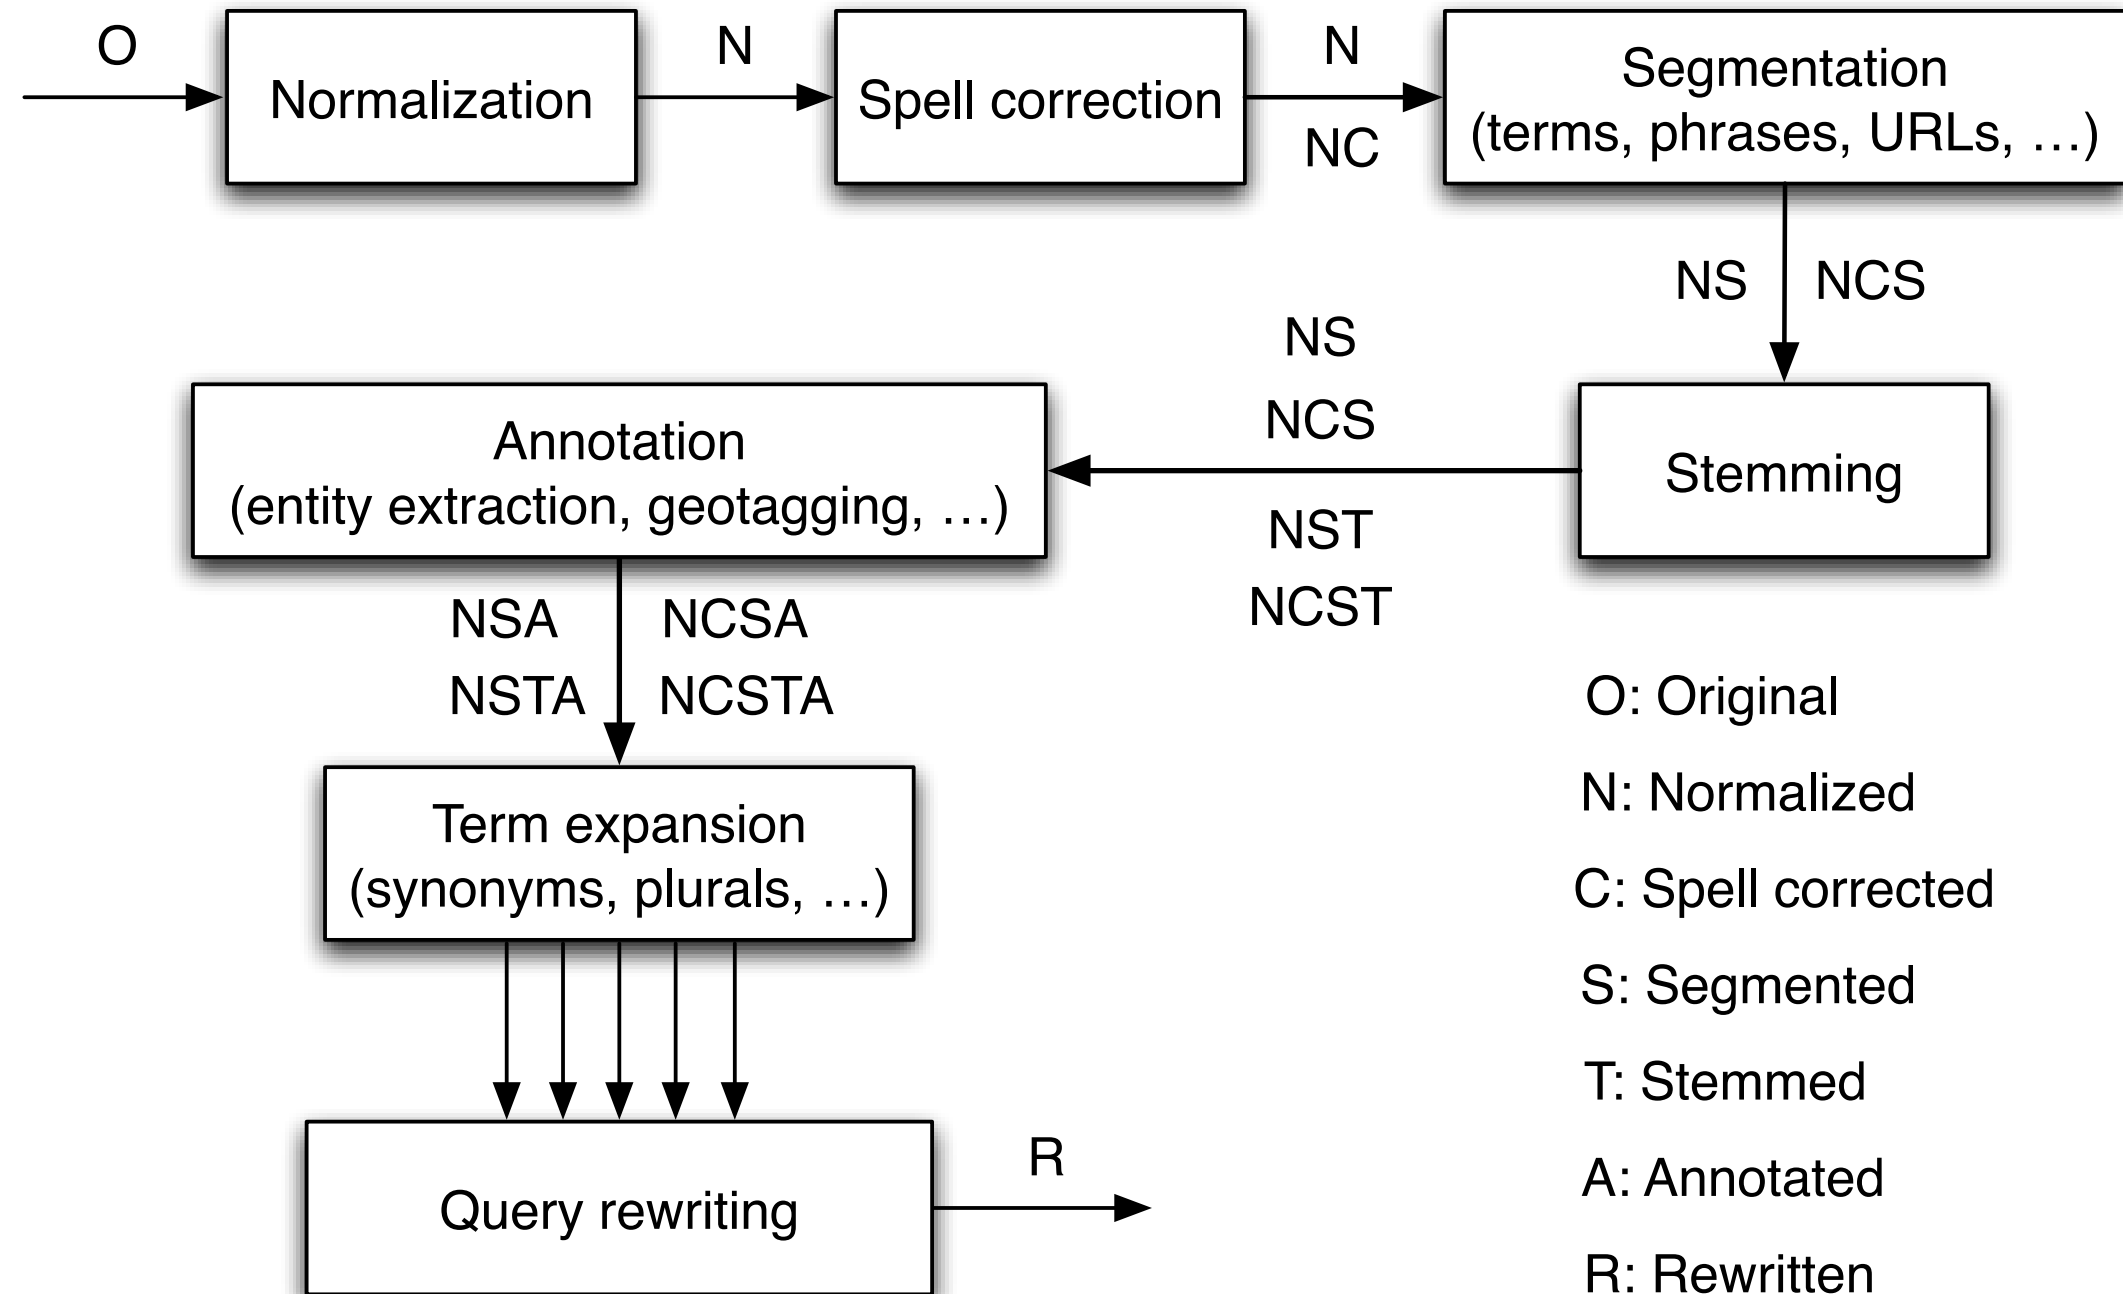 O
Normalization
N
Spell correction
N
NC
Segmentation
(terms, phrases, URLs, …)
NS
NCS
Stemming
NS
NCS
NST
NCST
Annotation
(entity extraction, geotagging, …)
NSA
NCSA
NSTA
NCSTA
Term expansion
(synonyms, plurals, …)
Query rewriting
R
O: Original
N: Normalized
C: Spell corrected
S: Segmented
T: Stemmed
A: Annotated
R: Rewritten